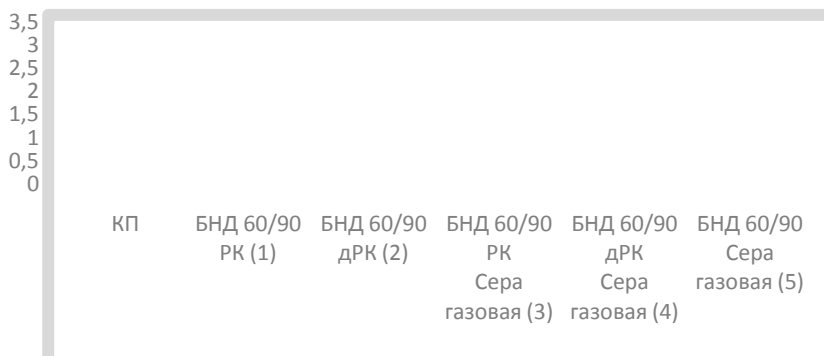 3,5
3
2,5
2
1,5
1
0,5
0
КП БНД 60/90 БНД 60/90 БНД 60/90 БНД 60/90 БНД 60/90
РК (1) дРК (2) РК дРК Сера
Сера Сера газовая (5)
газовая (3) газовая (4)